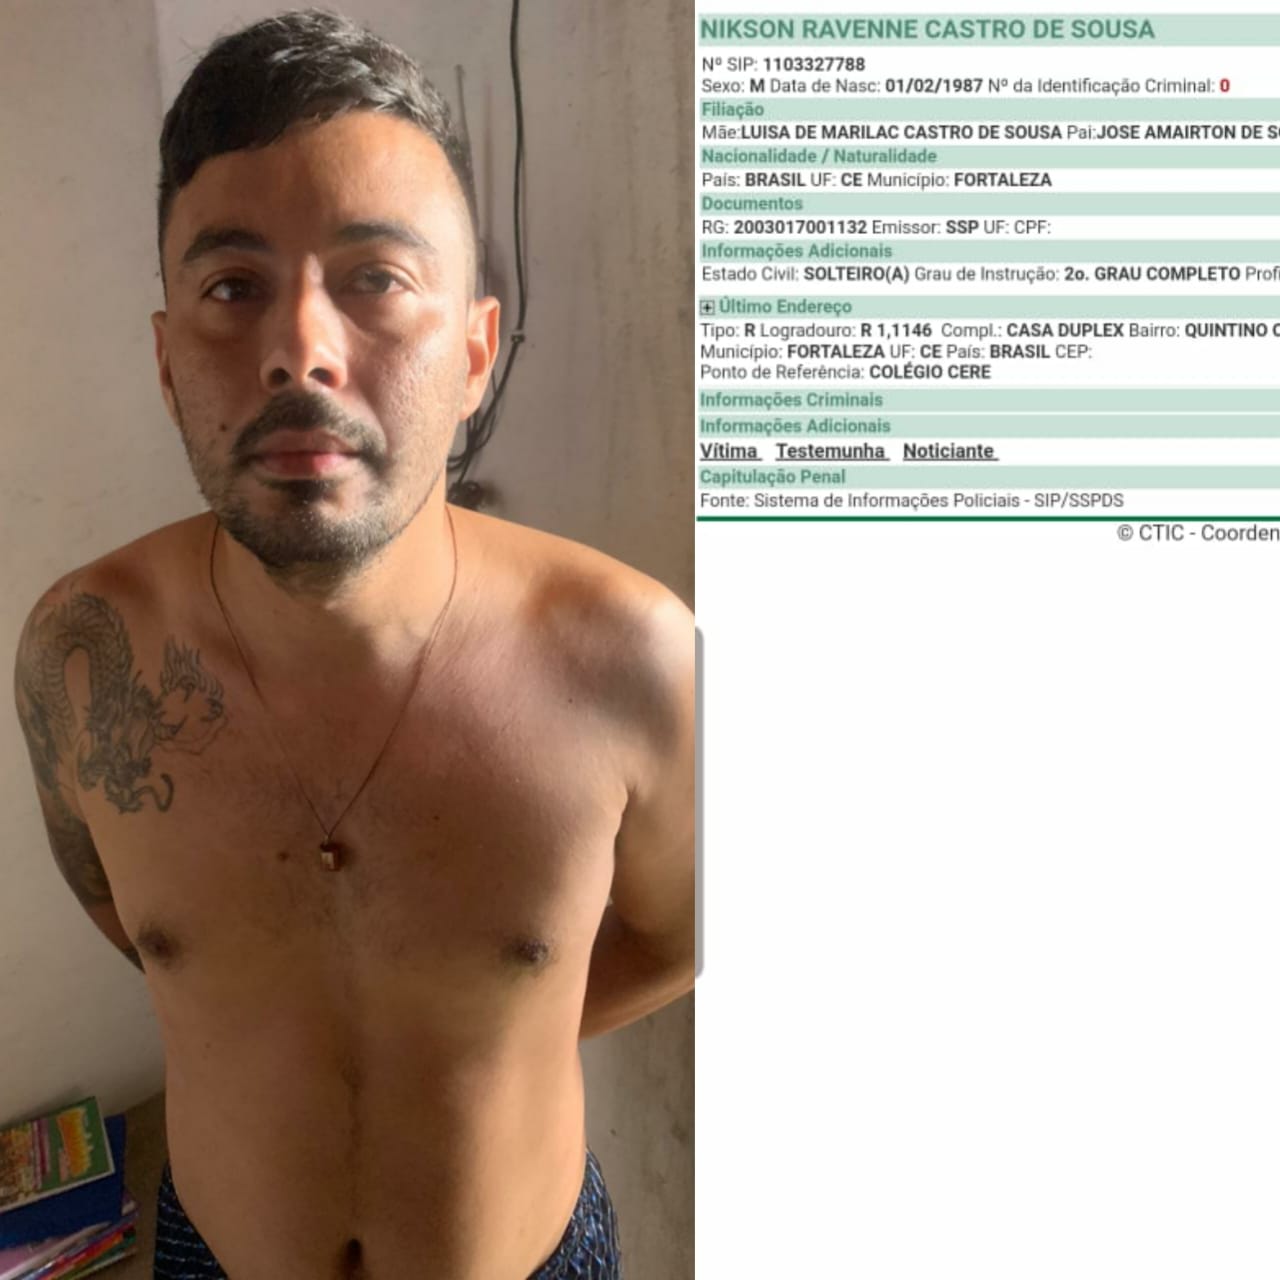 NIKSON RAVENNE CASTRO DE SOUSA
Nº SIP: 1103327788
Sexo: M Data de Nasc: 01/02/1987 Nº da Identificação Criminal: 0
Filiação
Mãe:LUISA DE MARILAC CASTRO DE SOUSA Pai:JOSE AMAIRTON DE
Nacionalidade / Naturalidade
País: BRASIL UF: CE Município: FORTALEZA
Documentos
RG: 2003017001132 Emissor: SSP UF: CPF:
Informações Adicionais
Estado Civil: SOLTEIRO(A) Grau de Instrução: 2o. GRAU COMPLETO
Último Endereço
Tipo: R Logradouro: R 1,1146 Compl.: CASA DUPLEX Bairro: QUINTINO
Município: FORTALEZA UF: CE País: BRASIL CEP:
Ponto de Referência: COLÉGIO CERE
Informações Criminais
Informações Adicionais
Vítima Testemunha Noticiante
Capitulação Penal
Fonte: Sistema de Informações Policiais - SIP/SSPDS
© CTIC -